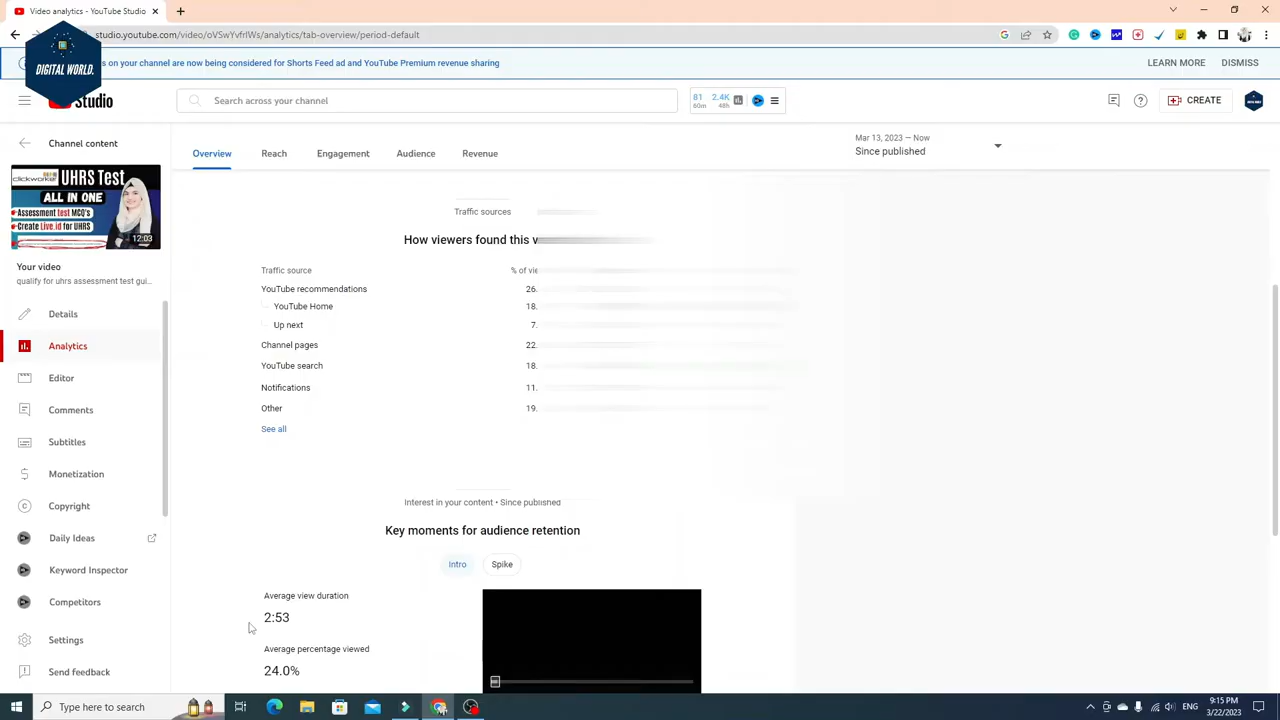 Video analytics - YouTube Studio
studio.youtube.com/video/oVSwYvfrIWs/analytics/tab-overview/period-default
DIGITAL WORLD.
on your channel are now being considered for Shorts Feed ad and YouTube Premium revenue sharing
LEARN MORE
DISMISS
Studio
Search across your channel
81
60m
2.4K
48h
CREATE
Channel content
Overview
Reach
Engagement
Audience
Revenue
Mar 13, 2023 — Now
Since published
clickworker
UHRS Test
ALL IN ONE
Assessment test MCQ's
Create Live.id for UHRS
12:03
Your video
qualify for uhrs assessment test gui...
Details
Analytics
Editor
Comments
Subtitles
Monetization
Copyright
Daily Ideas
Keyword Inspector
Competitors
Settings
Send feedback
Traffic sources
How viewers found this v
Traffic source
% of vie
YouTube recommendations
26.
YouTube Home
18.
Up next
7.
Channel pages
22.
YouTube search
18.
Notifications
11.
Other
19.
See all
Interest in your content • Since published
Key moments for audience retention
Intro
Spike
Average view duration
2:53
Average percentage viewed
24.0%
Type here to search
ENG
9:15 PM
3/22/2023